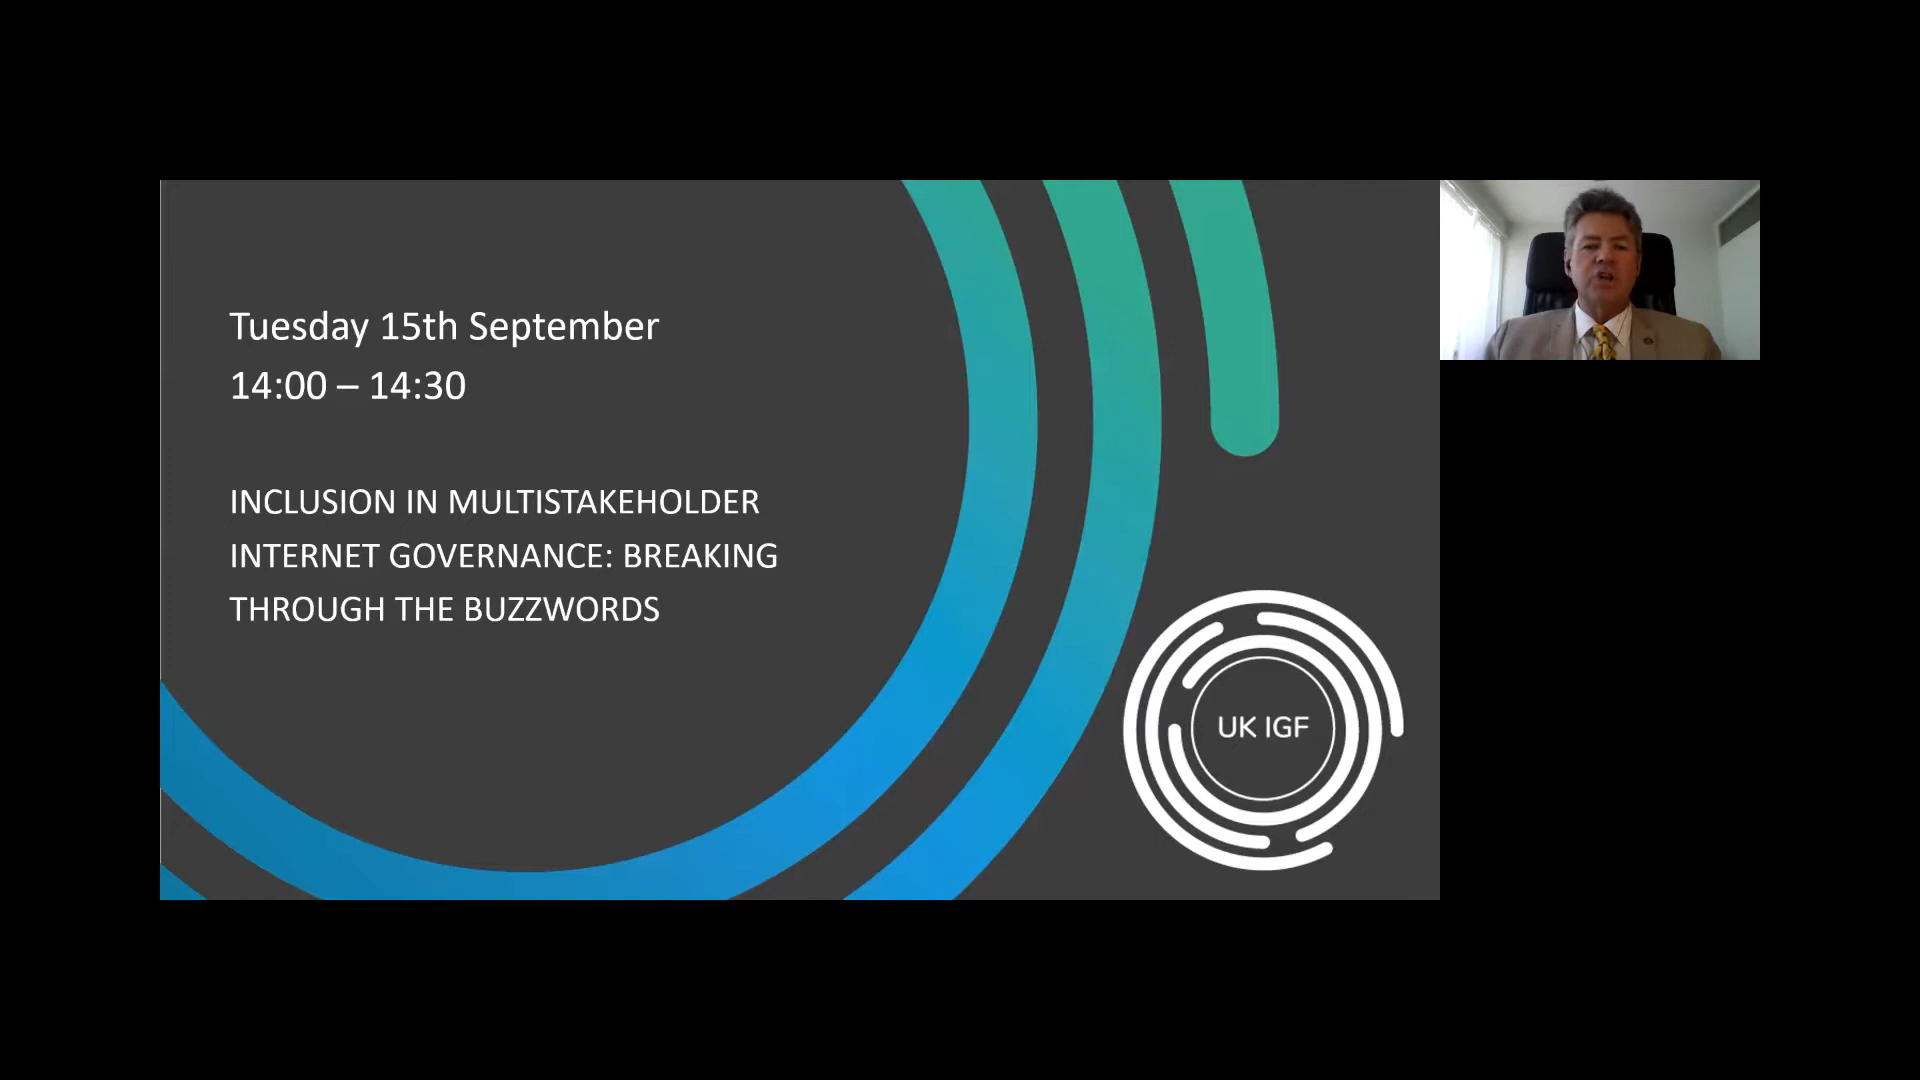 Tuesday 15th September
14:00 – 14:30
INCLUSION IN MULTISTAKEHOLDER
INTERNET GOVERNANCE: BREAKING
THROUGH THE BUZZWORDS
UK IGF